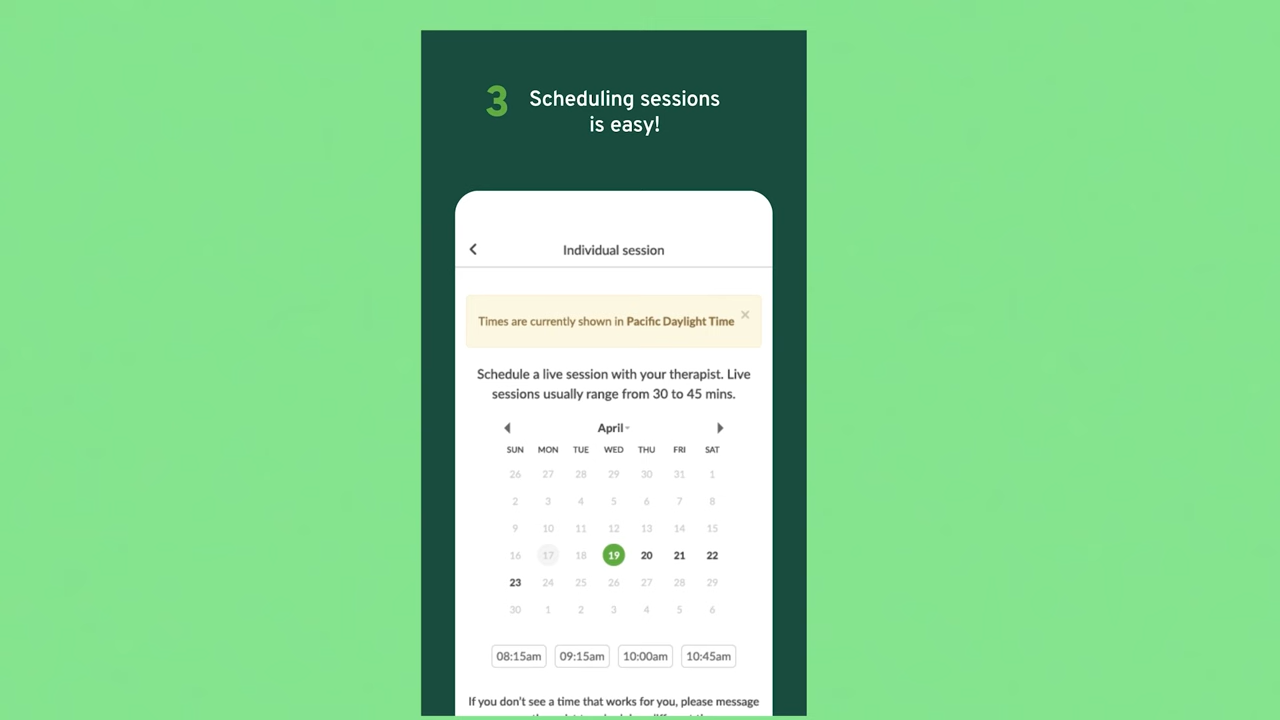 3 Scheduling sessions
is easy!
Individual session
Times are currently shown in Pacific Daylight Time ×
Schedule a live session with your therapist. Live
sessions usually range from 30 to 45 mins.
April
SUN MON TUE WED THU FRI SAT
26 27 28 29 30 31 1
2 3 4 5 6 7 8
9 10 11 12 13 14 15
16 17 18 19 20 21 22
23 24 25 26 27 28 29
30 1 2 3 4 5 6
08:15am 09:15am 10:00am 10:45am
If you don't see a time that works for you, please message